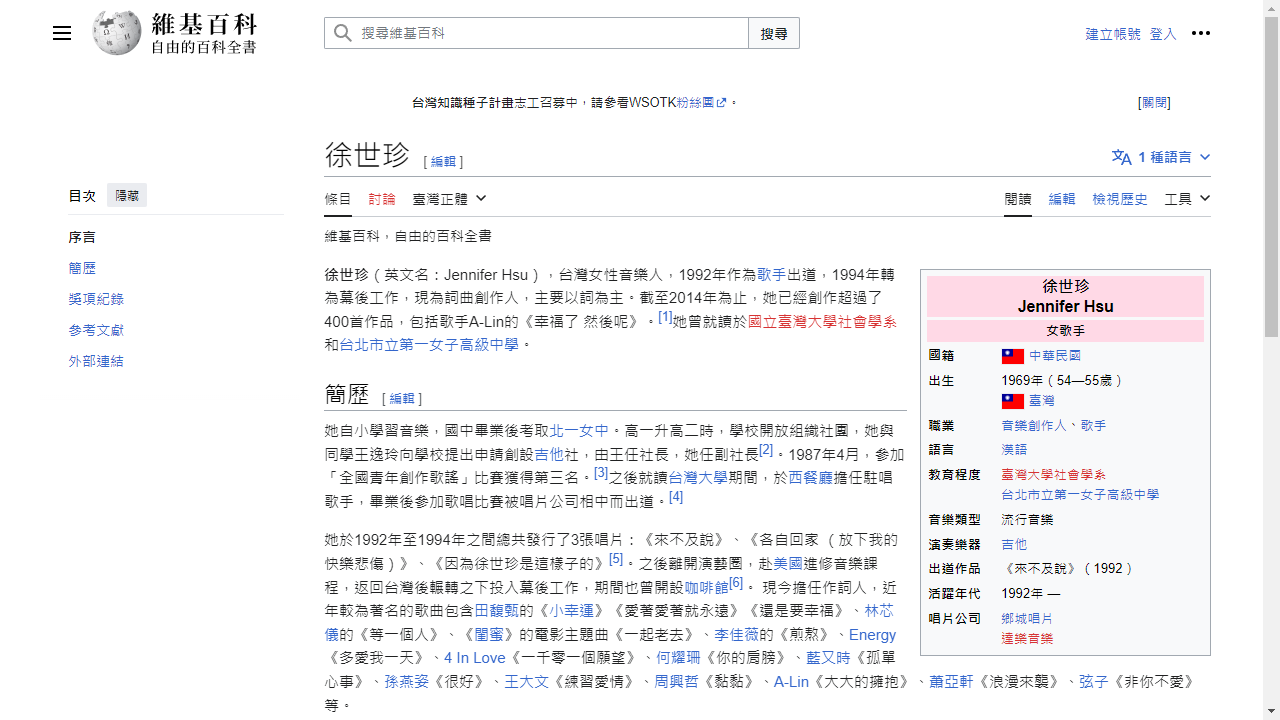 維基百科
自由的百科全書
搜尋維基百科
搜尋
建立帳號 登入
台灣知識種子計畫志工召募中，請參看WSOTK粉絲團。
[關閉]
徐世珍 [ 編輯 ]
1 種語言
目次 隱藏
序言
簡歷
獎項紀錄
參考文獻
外部連結
條目 討論 臺灣正體
閱讀 編輯 檢視歷史 工具
維基百科，自由的百科全書
徐世珍（英文名：Jennifer Hsu），台灣女性音樂人，1992年作為歌手出道，1994年轉
為幕後工作，現為詞曲創作人，主要以詞為主。截至2014年為止，她已經創作超過了
400首作品，包括歌手A-Lin的《幸福了 然後呢》。[1]她曾就讀於國立臺灣大學社會學系
和台北市立第一女子高級中學。
簡歷 [ 編輯 ]
她自小學習音樂，國中畢業後考取北一女中。高一升高二時，學校開放組織社團，她與
同學王逸玲向學校提出申請創設吉他社，由王任社長，她任副社長[2]。1987年4月，參加
「全國青年創作歌謠」比賽獲得第三名。[3]之後就讀台灣大學期間，於西餐廳擔任駐唱
歌手，畢業後參加歌唱比賽被唱片公司相中而出道。[4]
她於1992年至1994年之間總共發行了3張唱片：《來不及說》、《各自回家 （放下我的
快樂悲傷）》、《因為徐世珍是這樣子的》[5]。之後離開演藝圈，赴美國進修音樂課
程，返回台灣後輾轉之下投入幕後工作，期間也曾開設咖啡館[6]。 現今擔任作詞人，近
年較為著名的歌曲包含田馥甄的《小幸運》《愛著愛著就永遠》《還是要幸福》、林芯
儀的《等一個人》、《閨蜜》的電影主題曲《一起老去》、李佳薇的《煎熬》、Energy
《多愛我一天》、4 In Love《一千零一個願望》、何耀珊《你的肩膀》、藍又時《孤單
心事》、孫燕姿《很好》、王大文《練習愛情》、周興哲《黏黏》、A-Lin《大大的擁抱》、蕭亞軒《浪漫來襲》、弦子《非你不愛》
等。
徐世珍
Jennifer Hsu
女歌手
國籍 中華民國
出生 1969年（54—55歲）
臺灣
職業 音樂創作人、歌手
語言 漢語
教育程度 臺灣大學社會學系
台北市立第一女子高級中學
音樂類型 流行音樂
演奏樂器 吉他
出道作品 《來不及說》（1992）
活躍年代 1992年 —
唱片公司 鄉城唱片
達樂音樂